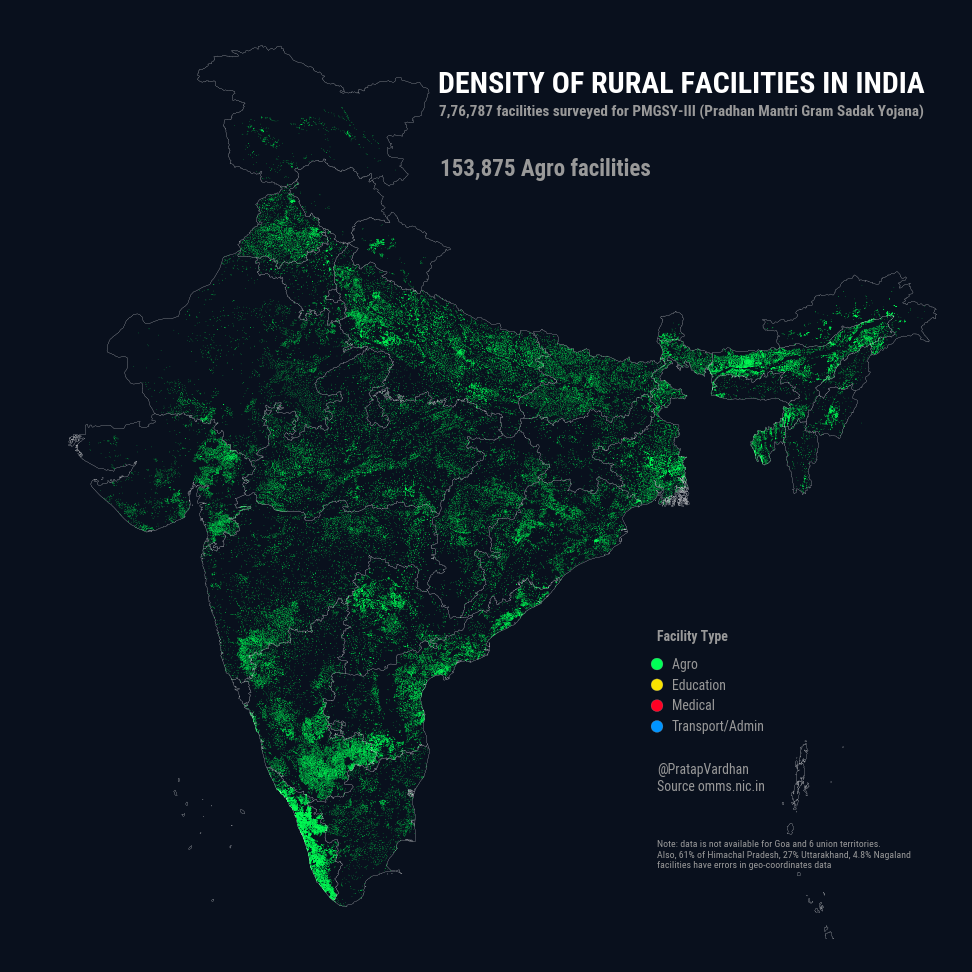 DENSITY OF RURAL FACILITIES IN INDIA
7,76,787 facilities surveyed for PMGSY-III (Pradhan Mantri Gram Sadak Yojana)
153,875 Agro facilities
Facility Type
Agro
Education
Medical
Transport/Admin
@PratapVardhan
Source omms.nic.in
Note: data is not available for Goa and 6 union territories.
Also, 61% of Himachal Pradesh, 27% Uttarakhand, 4.8% Nagaland
facilities have errors in geo-coordinates data